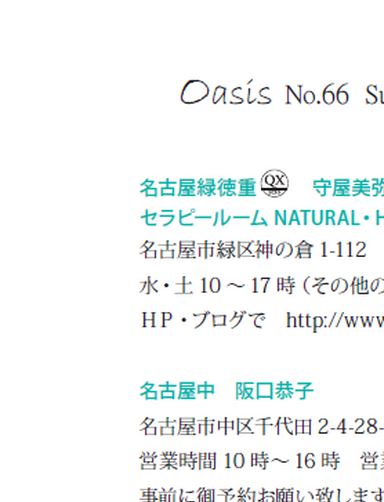 Oasis No.66 Su
名古屋緑徳重 QX 守屋美弥
セラピールーム NATURAL・H
名古屋市緑区神の倉 1-112
水・土 10 ～ 17 時（その他の
ＨＰ・ブログで http://www
名古屋中 阪口恭子
名古屋市中区千代田 2-4-28-
営業時間 10 時～ 16 時 営業
事前に御予約お願い致します